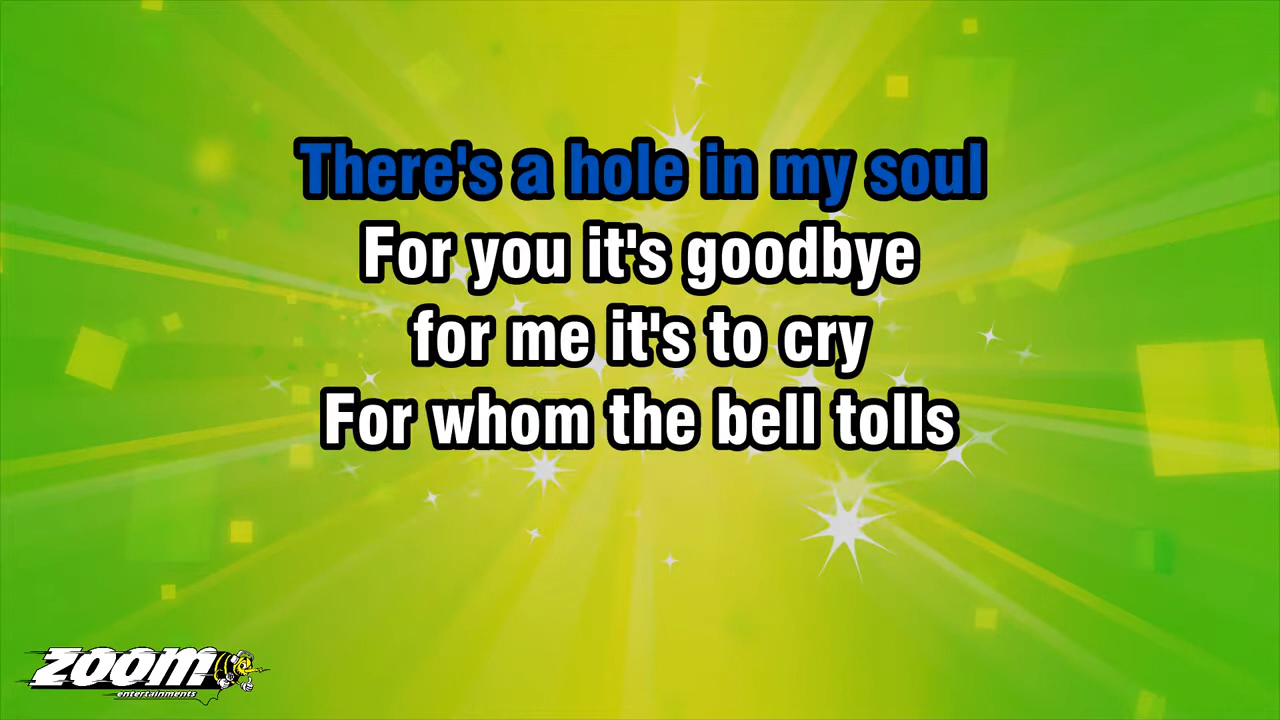 There's a hole in my soul
For you it's goodbye
for me it's to cry
For whom the bell tolls
zoom
entertainments